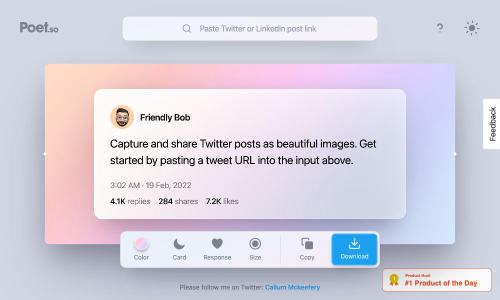 Poet.so
Paste Twitter or LinkedIn post link
?
Feedback
Friendly Bob
Capture and share Twitter posts as beautiful images. Get
started by pasting a tweet URL into the input above.
3:02 AM · 19 Feb, 2022
4.1K replies 284 shares 7.2K likes
Color Card Response Size Copy Download
Product Hunt
#1 Product of the Day
Please follow me on Twitter: Callum Mckeefery